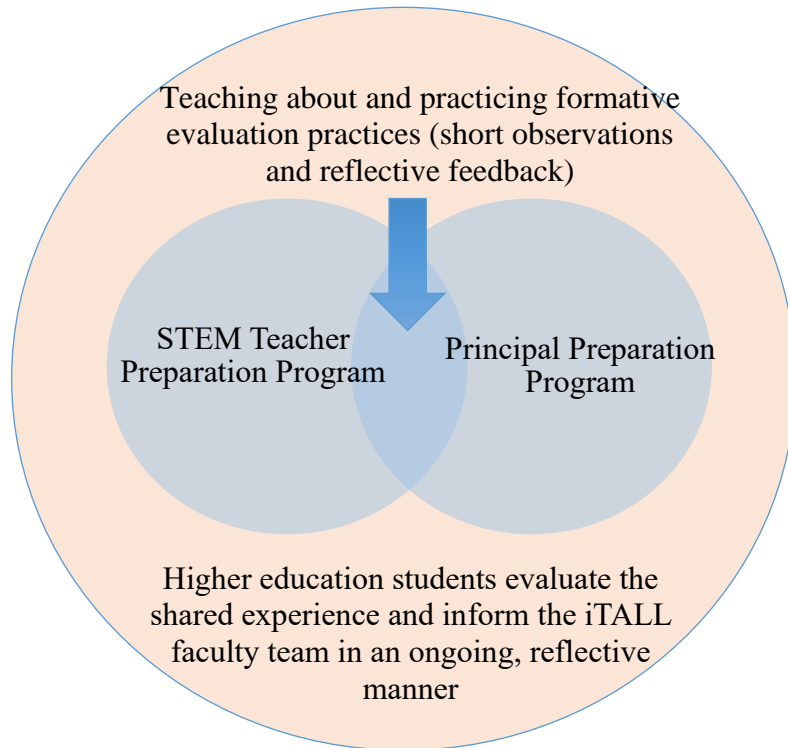 Teaching about and practicing formative
evaluation practices (short observations
and reflective feedback)
STEM Teacher
Preparation Program
Principal Preparation
Program
Higher education students evaluate the
shared experience and inform the iTALL
faculty team in an ongoing, reflective
manner